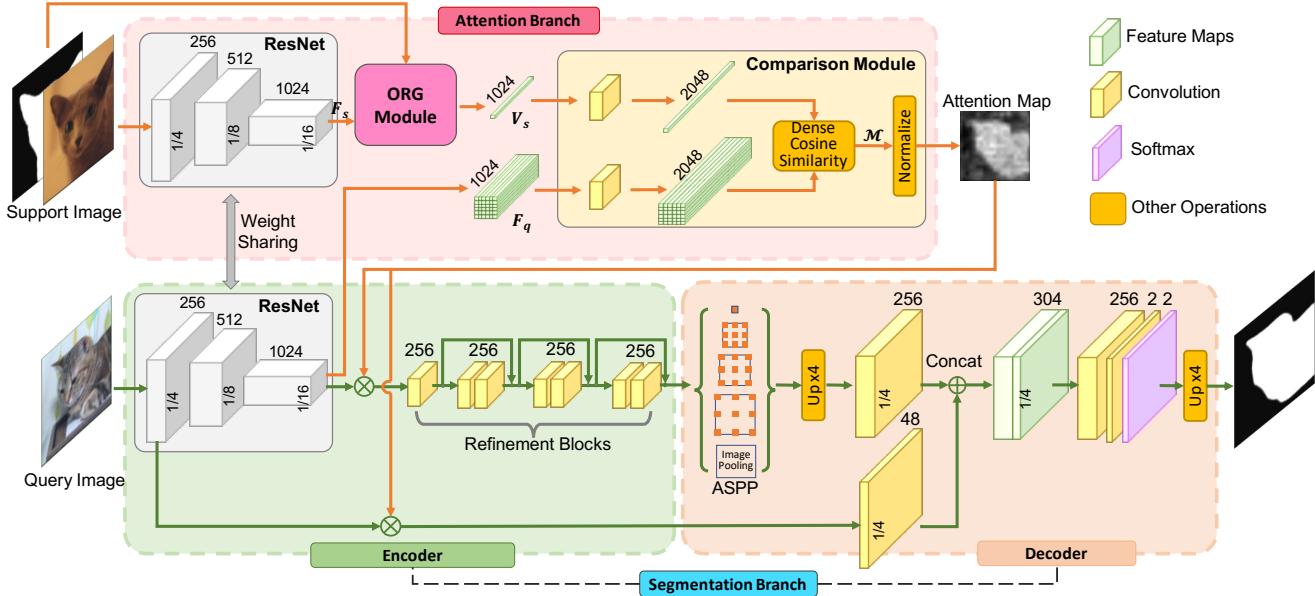 Attention Branch
256
ResNet
512
1024
1/4
1/8
1/16
F_s
ORG
Module
1024
V_s
1024
F_q
Comparison Module
2048
2048
Dense
Cosine
Similarity
ℳ
Normalize
Attention Map
Support Image
Weight
Sharing
Feature Maps
Convolution
Softmax
Other Operations
256
ResNet
512
1024
1/4
1/8
1/16
Query Image
256
256
256
256
Refinement Blocks
Image
Pooling
ASPP
Up x4
256
1/4
48
1/4
Concat
304
1/4
256 2 2
Up x4
Encoder
Decoder
Segmentation Branch